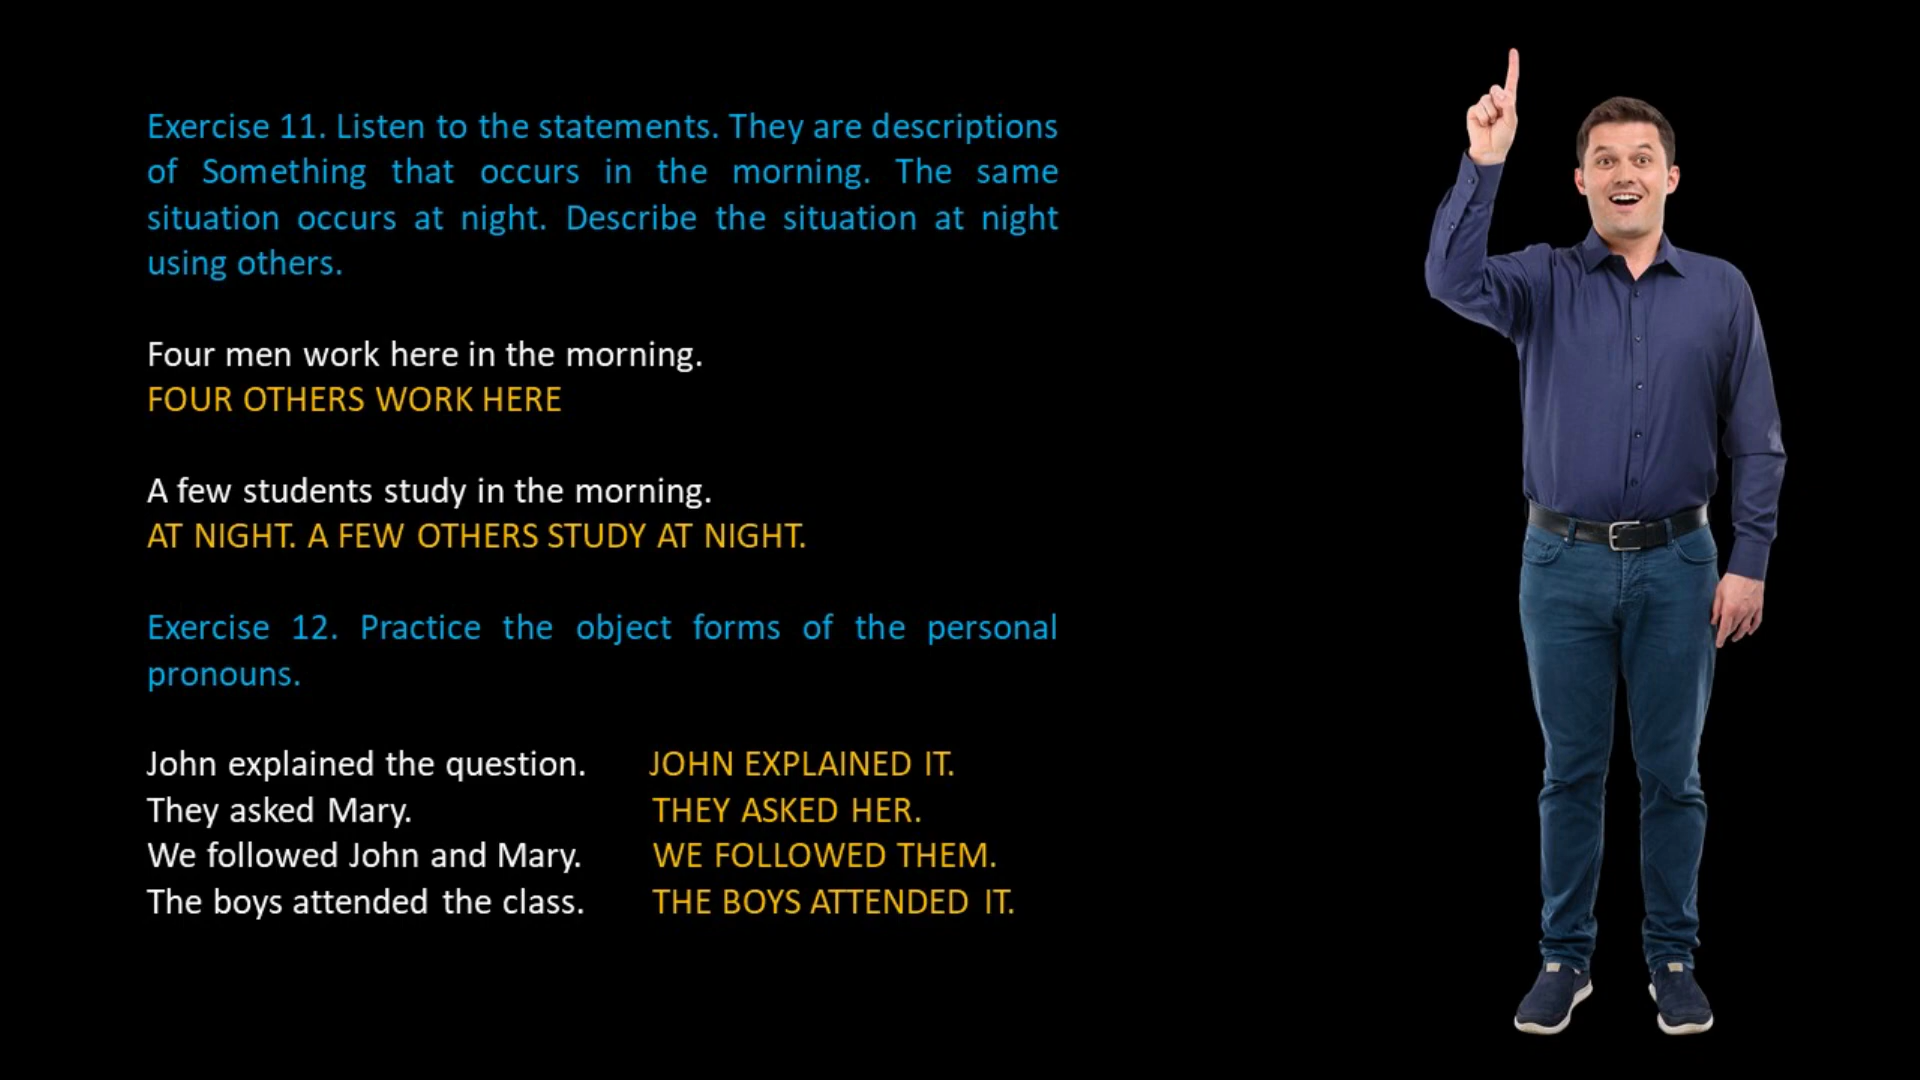 Exercise 11. Listen to the statements. They are descriptions
of Something that occurs in the morning. The same
situation occurs at night. Describe the situation at night
using others.
Four men work here in the morning.
FOUR OTHERS WORK HERE
A few students study in the morning.
AT NIGHT. A FEW OTHERS STUDY AT NIGHT.
Exercise 12. Practice the object forms of the personal
pronouns.
John explained the question. JOHN EXPLAINED IT.
They asked Mary. THEY ASKED HER.
We followed John and Mary. WE FOLLOWED THEM.
The boys attended the class. THE BOYS ATTENDED IT.